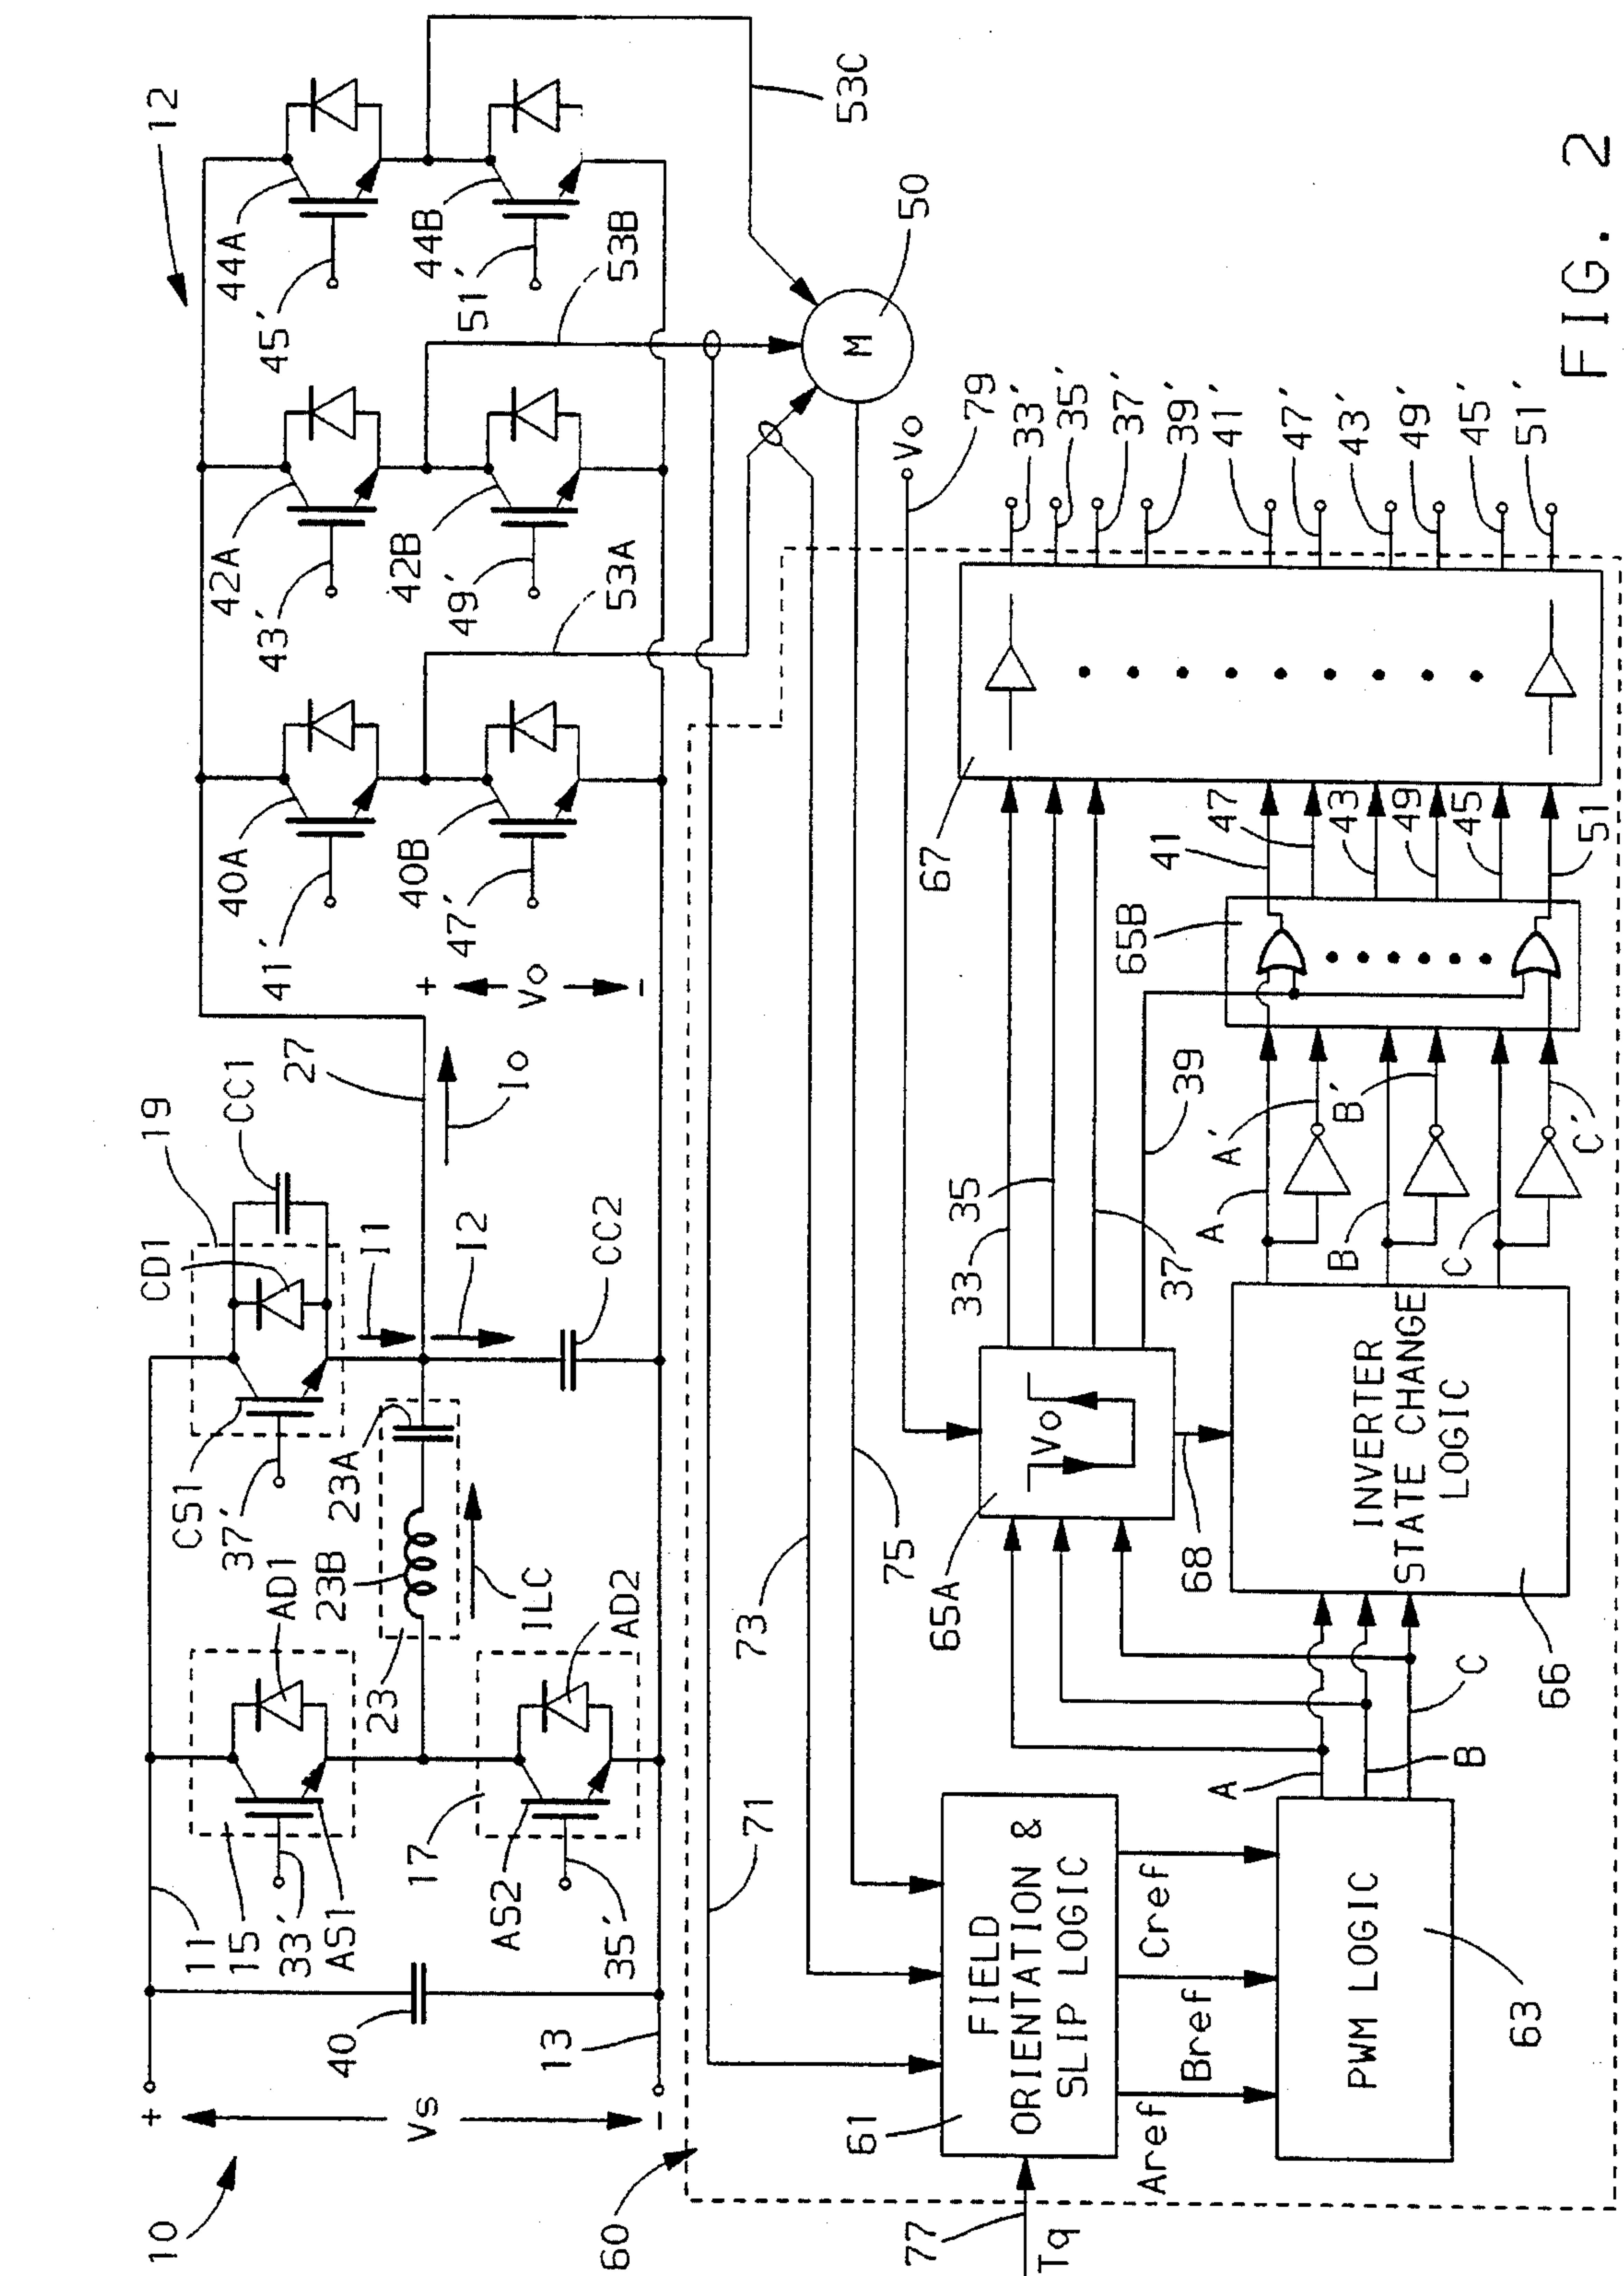 10
12
+
Vs
-
11
15
33′
AS1
AD1
40
13
17
AS2
35′
AD2
23
23B
23A
ILC
CS1
37′
CD1
19
CC1
I1
I2
CC2
27
Io
+
Vo
-
40A
41′
40B
47′
42A
43′
42B
49′
44A
45′
44B
51′
53A
53B
53C
M
50
60
71
73
75
79
Vo
77
Tq
61
FIELD
ORIENTATION &
SLIP LOGIC
Aref
Bref
Cref
PWM LOGIC
63
A
B
C
65A
Vo
68
INVERTER
STATE CHANGE
LOGIC
66
33
35
37
39
A
A′
B
B′
C
C′
65B
41
47
43
49
45
51
67
33′
35′
37′
39′
41′
47′
43′
49′
45′
51′
FIG. 2